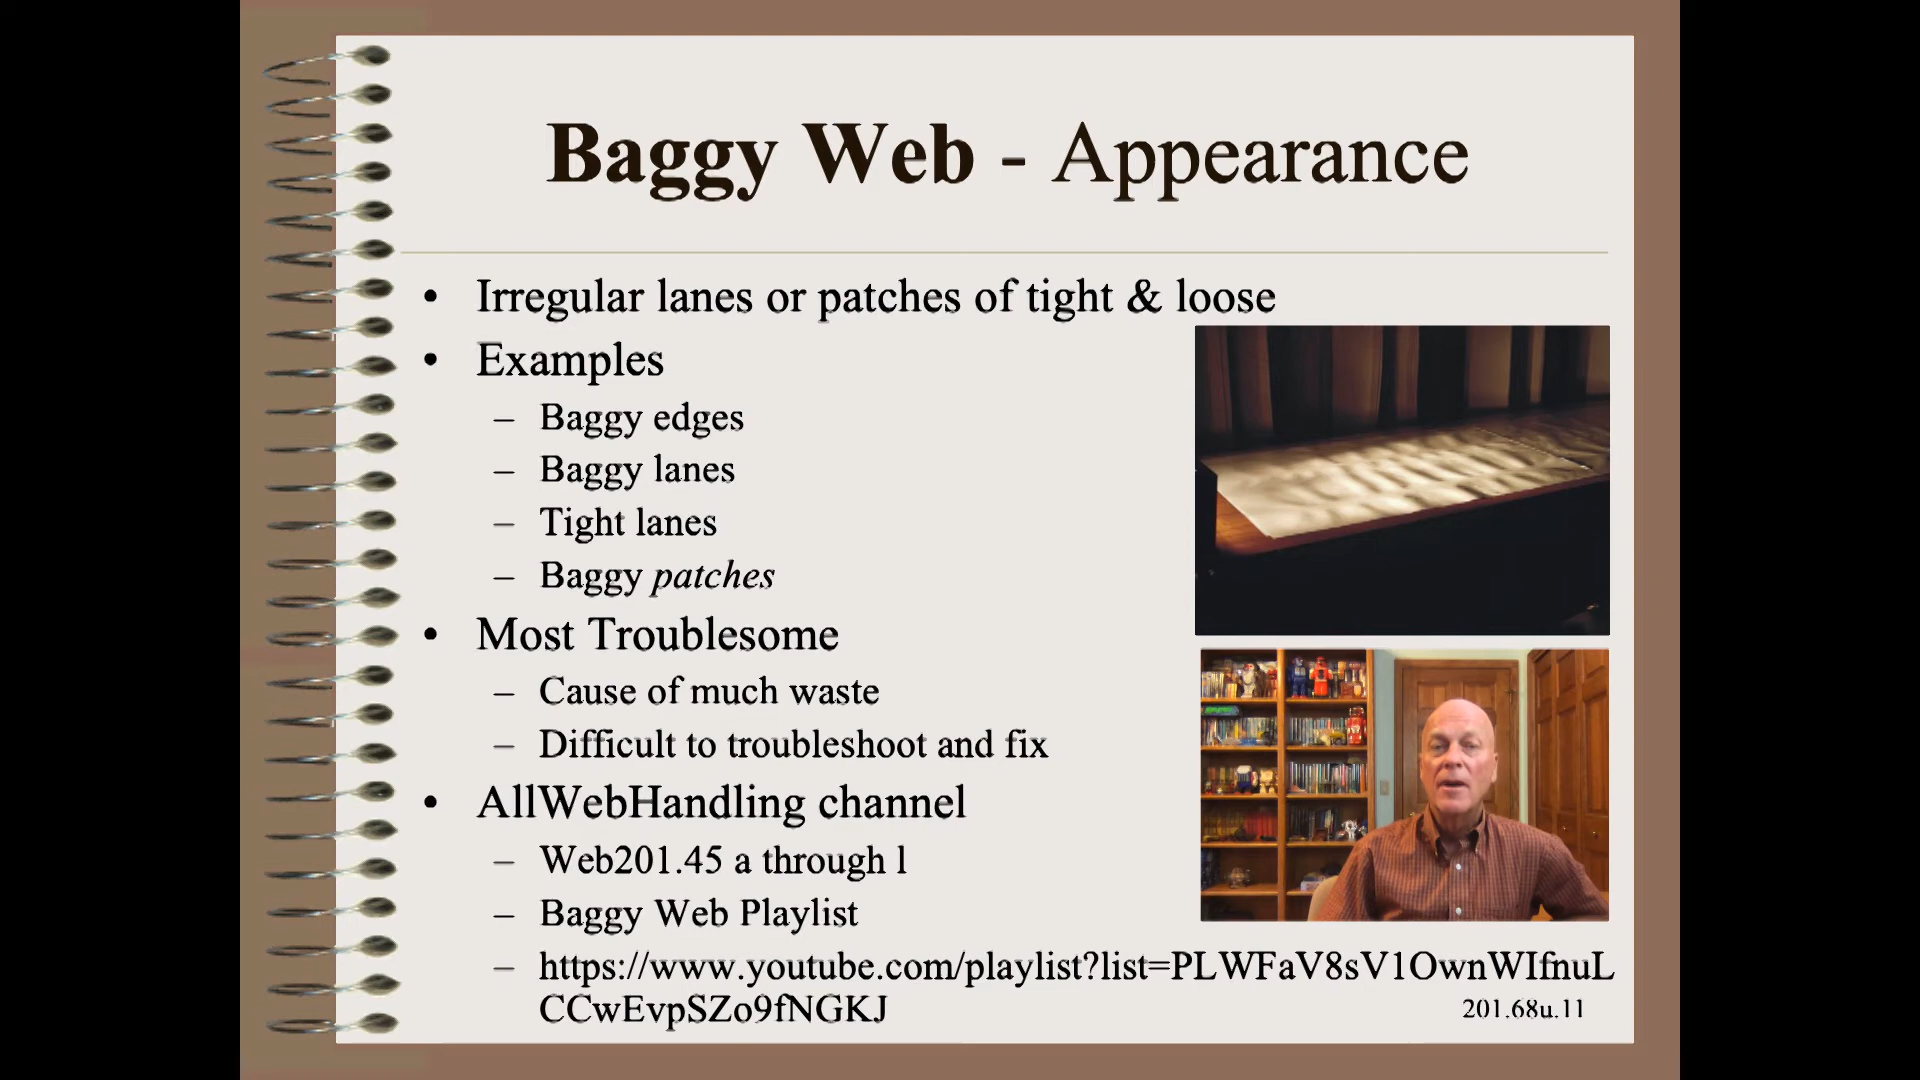 Baggy Web - Appearance
• Irregular lanes or patches of tight & loose
• Examples
– Baggy edges
– Baggy lanes
– Tight lanes
– Baggy patches
• Most Troublesome
– Cause of much waste
– Difficult to troubleshoot and fix
• AllWebHandling channel
– Web201.45 a through l
– Baggy Web Playlist
– https://www.youtube.com/playlist?list=PLWFaV8sV1OwnWIfnuL
CCwEvpSZo9fNGKJ
201.68u.11